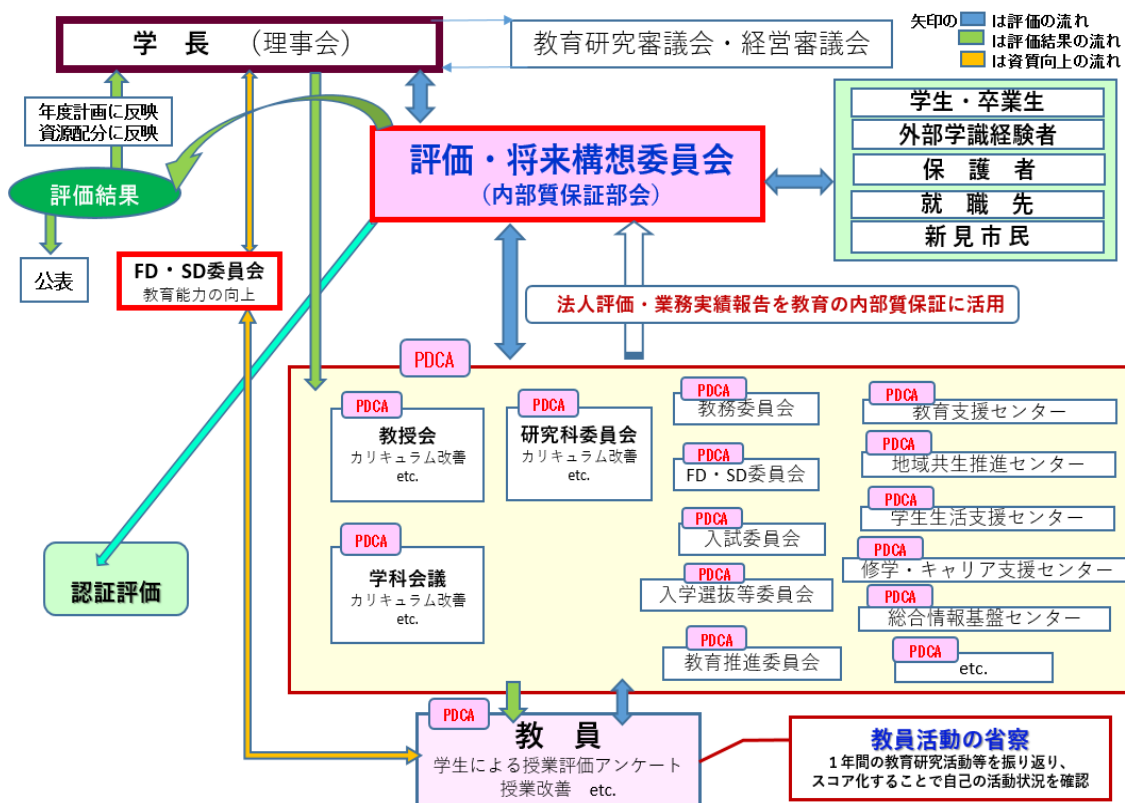 学　長　（理事会）
教育研究審議会・経営審議会
矢印の
は評価の流れ
は評価結果の流れ
は資質向上の流れ
年度計画に反映
資源配分に反映
評価結果
公表
FD・SD委員会
教育能力の向上
評価・将来構想委員会
（内部質保証部会）
学生・卒業生
外部学識経験者
保　護　者
就　職　先
新見市民
法人評価・業務実績報告を教育の内部質保証に活用
認証評価
PDCA
PDCA
教授会
カリキュラム改善
etc.
PDCA
研究科委員会
カリキュラム改善
etc.
PDCA
学科会議
カリキュラム改善
etc.
PDCA
教務委員会
PDCA
FD・SD委員会
PDCA
入試委員会
PDCA
入学選抜等委員会
PDCA
教育推進委員会
PDCA
教育支援センター
PDCA
地域共生推進センター
PDCA
学生生活支援センター
PDCA
修学・キャリア支援センター
PDCA
総合情報基盤センター
PDCA
etc.
PDCA
教　員
学生による授業評価アンケート
授業改善　etc.
教員活動の省察
１年間の教育研究活動等を振り返り、
スコア化することで自己の活動状況を確認